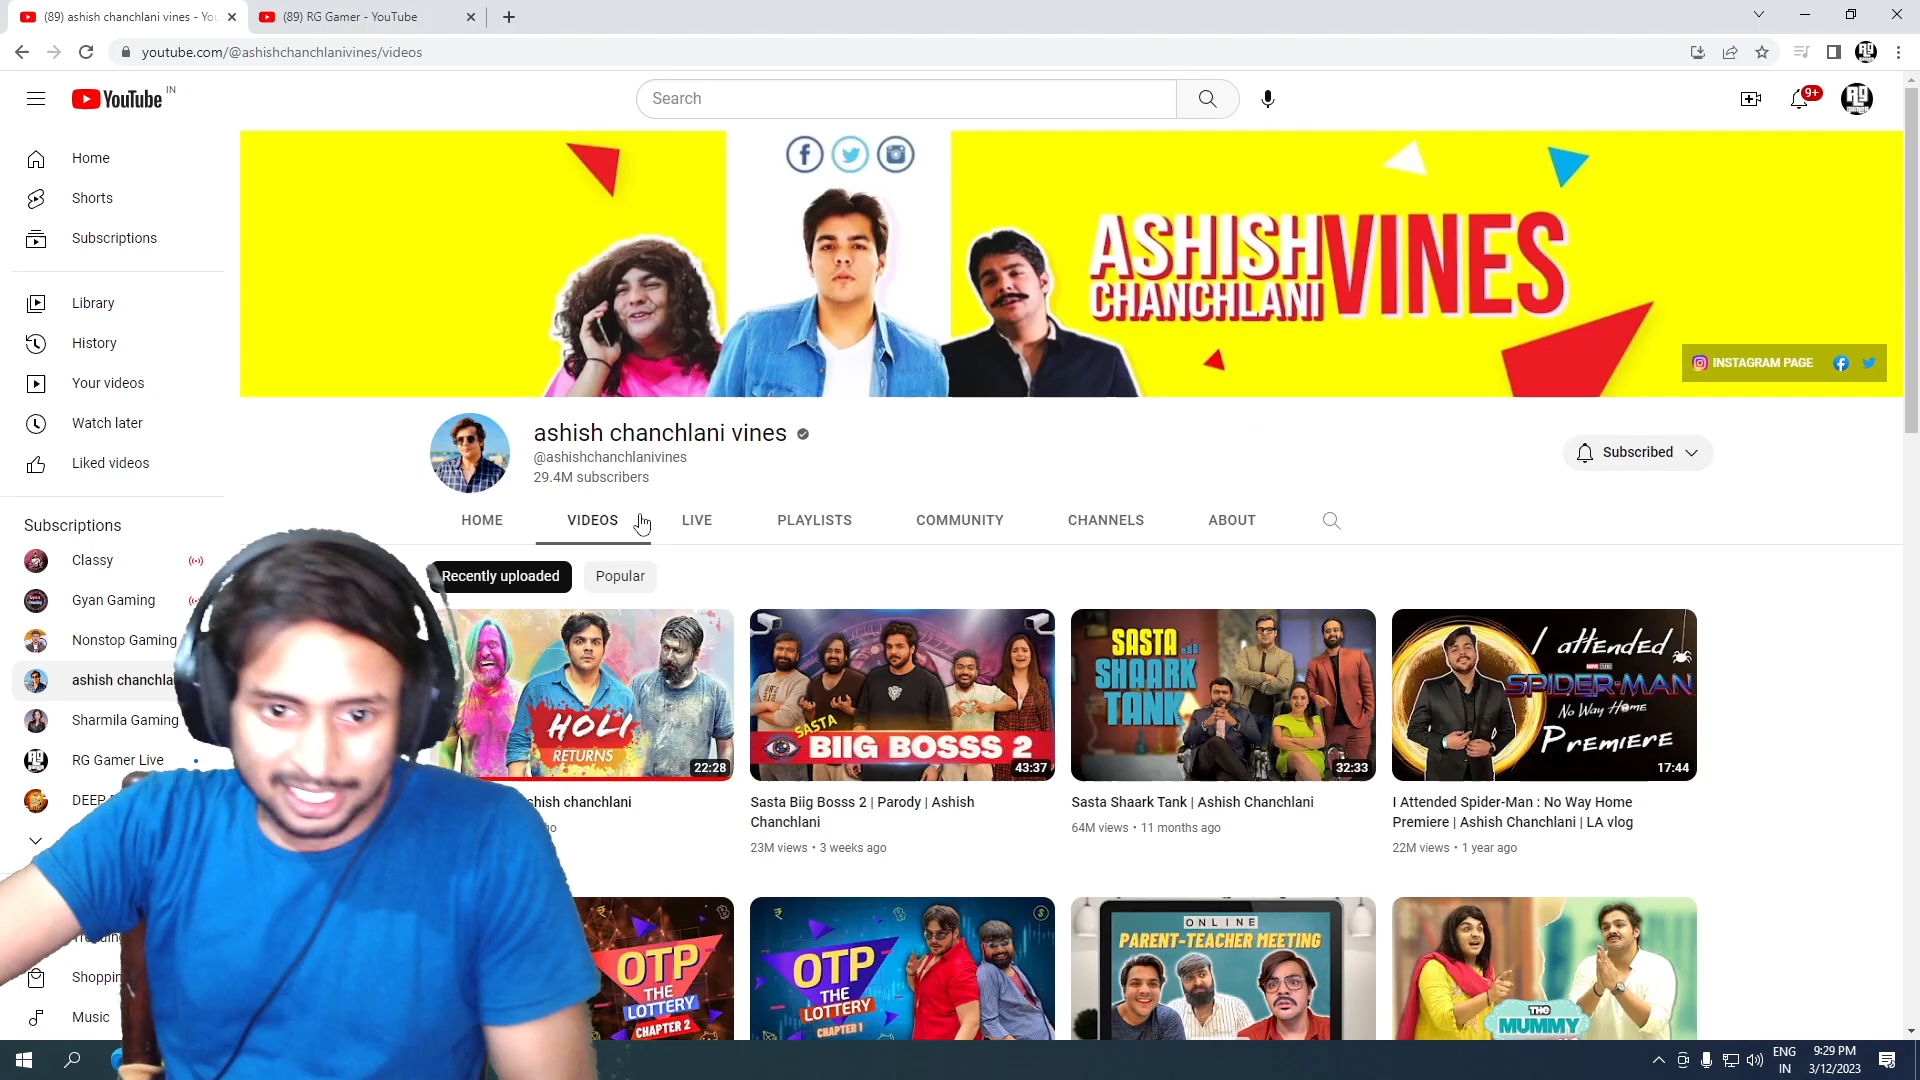 (89) ashish chanchlani vines - You
(89) RG Gamer - YouTube
youtube.com/@ashishchanchlanivines/videos
YouTube IN
Search
9+
Home
Shorts
Subscriptions
Library
History
Your videos
Watch later
Liked videos
Subscriptions
Classy
Gyan Gaming
Nonstop Gaming
ashish chanchla
Sharmila Gaming
RG Gamer Live
DEEP
Trending
Shoppin
Music
ASHISH
CHANCHLANI
VINES
INSTAGRAM PAGE
ashish chanchlani vines
@ashishchanchlanivines
29.4M subscribers
Subscribed
HOME
VIDEOS
LIVE
PLAYLISTS
COMMUNITY
CHANNELS
ABOUT
Recently uploaded
Popular
HOLI
RETURNS
22:28
shish chanchlani
go
SASTA
BIIG BOSSS 2
43:37
Sasta Biig Bosss 2 | Parody | Ashish
Chanchlani
23M views • 3 weeks ago
SASTA
SHAARK
TANK
32:33
Sasta Shaark Tank | Ashish Chanchlani
64M views • 11 months ago
I attended
SPIDER-MAN
No Way Home
PREMIERE
17:44
I Attended Spider-Man : No Way Home
Premiere | Ashish Chanchlani | LA vlog
22M views • 1 year ago
OTP
THE
LOTTERY
CHAPTER 2
OTP
THE
LOTTERY
CHAPTER 1
ONLINE
PARENT-TEACHER MEETING
THE
MUMMY
ENG
IN
9:29 PM
3/12/2023